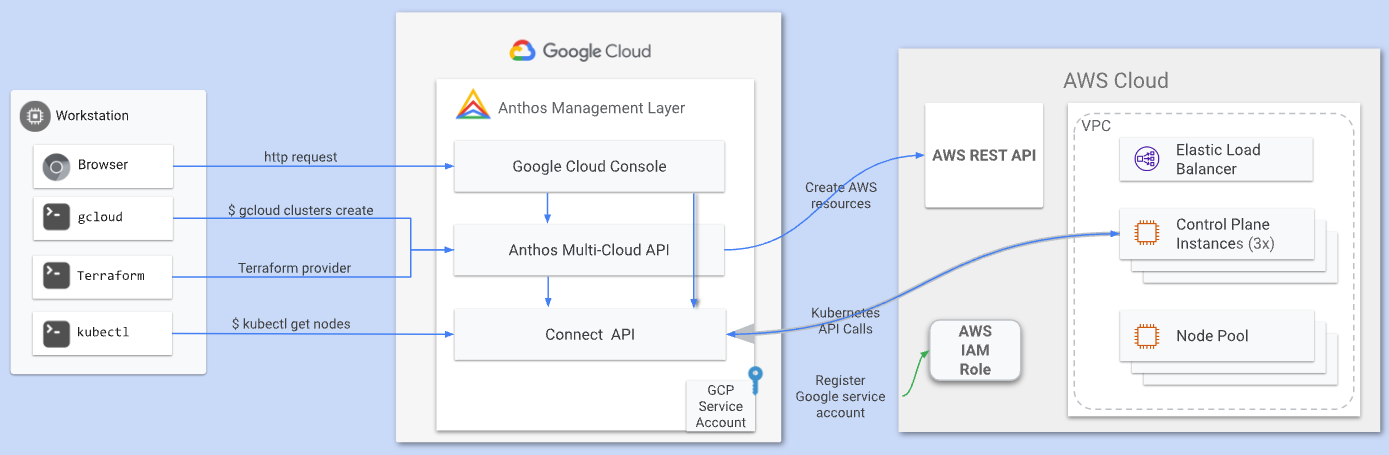 Google Cloud
AWS Cloud
Workstation
Browser
gcloud
Terraform
kubectl
http request
$ gcloud clusters create
Terraform provider
$ kubectl get nodes
Anthos Management Layer
Google Cloud Console
Anthos Multi-Cloud API
Connect API
GCP
Service
Account
Create AWS
resources
Kubernetes
API Calls
Register
Google service
account
AWS REST API
AWS
IAM
Role
VPC
Elastic Load
Balancer
Control Plane
Instances (3x)
Node Pool